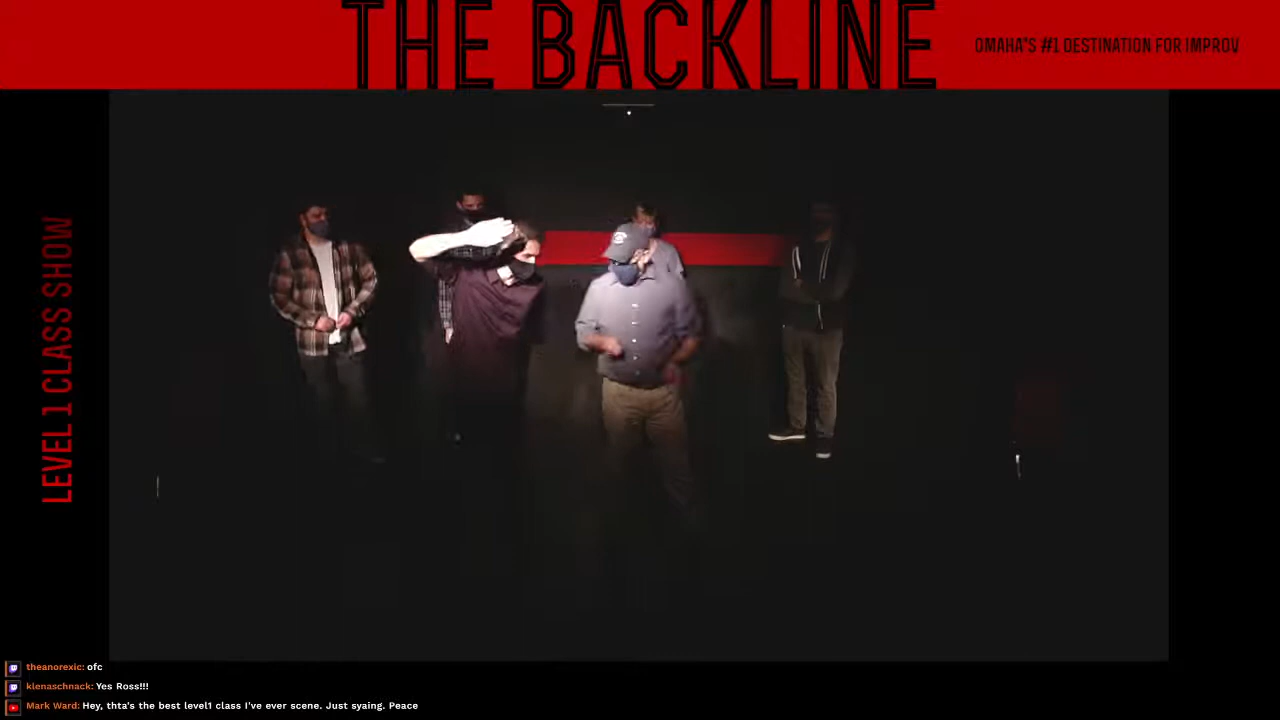 THE BACKLINE
OMAHA'S #1 DESTINATION FOR IMPROV
LEVEL 1 CLASS SHOW
theanorexic: ofc
klenaschnack: Yes Ross!!!
Mark Ward: Hey, thta's the best level1 class I've ever scene. Just syaing. Peace